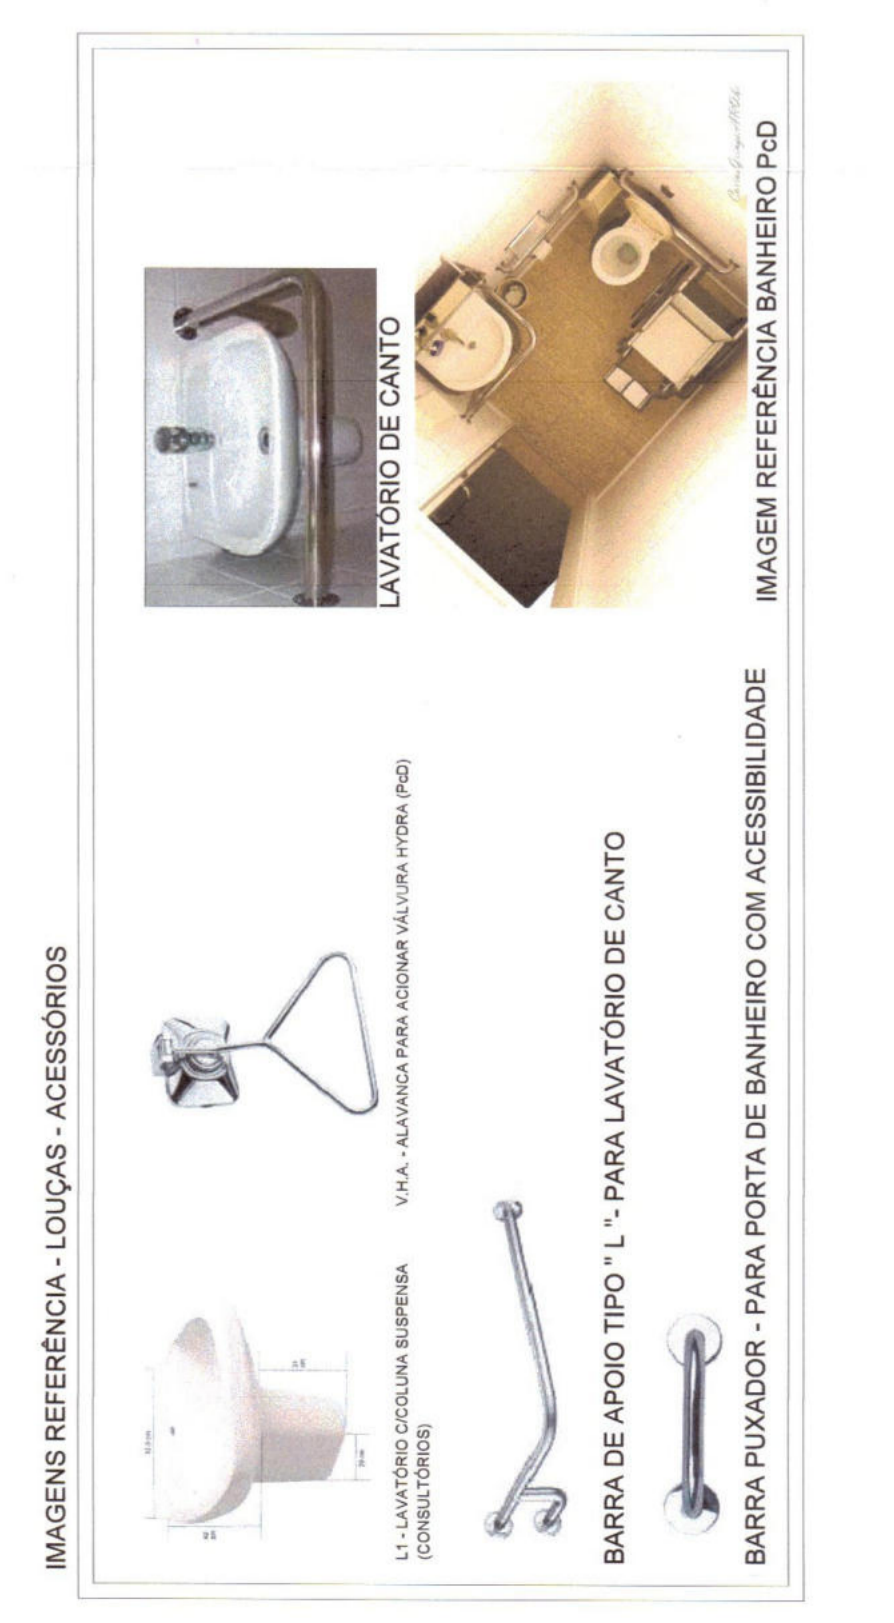 IMAGENS REFERÊNCIA - LOUÇAS - ACESSÓRIOS
L1 - LAVATÓRIO C/COLUNA SUSPENSA
(CONSULTÓRIOS)
V.H.A. - ALAVANCA PARA ACIONAR VÁLVURA HYDRA (PcD)
LAVATÓRIO DE CANTO
BARRA DE APOIO TIPO " L "- PARA LAVATÓRIO DE CANTO
BARRA PUXADOR - PARA PORTA DE BANHEIRO COM ACESSIBILIDADE
IMAGEM REFERÊNCIA BANHEIRO PcD